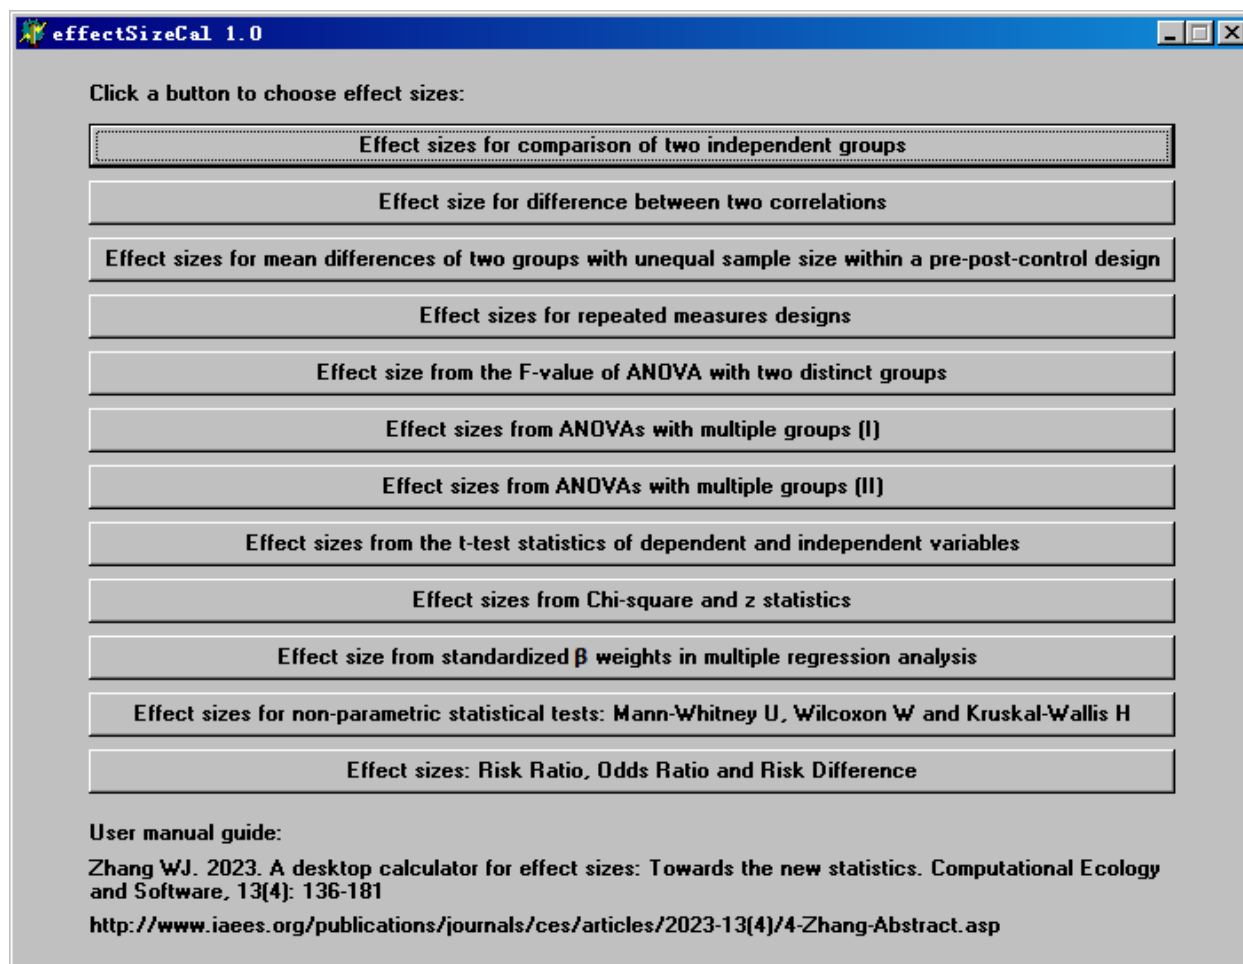 effectSizeCal 1.0
Click a button to choose effect sizes:
Effect sizes for comparison of two independent groups
Effect size for difference between two correlations
Effect sizes for mean differences of two groups with unequal sample size within a pre-post-control design
Effect sizes for repeated measures designs
Effect size from the F-value of ANOVA with two distinct groups
Effect sizes from ANOVAs with multiple groups (I)
Effect sizes from ANOVAs with multiple groups (II)
Effect sizes from the t-test statistics of dependent and independent variables
Effect sizes from Chi-square and z statistics
Effect size from standardized β weights in multiple regression analysis
Effect sizes for non-parametric statistical tests: Mann-Whitney U, Wilcoxon W and Kruskal-Wallis H
Effect sizes: Risk Ratio, Odds Ratio and Risk Difference
User manual guide:
Zhang WJ. 2023. A desktop calculator for effect sizes: Towards the new statistics. Computational Ecology
and Software, 13(4): 136-181
http://www.iaees.org/publications/journals/ces/articles/2023-13(4)/4-Zhang-Abstract.asp